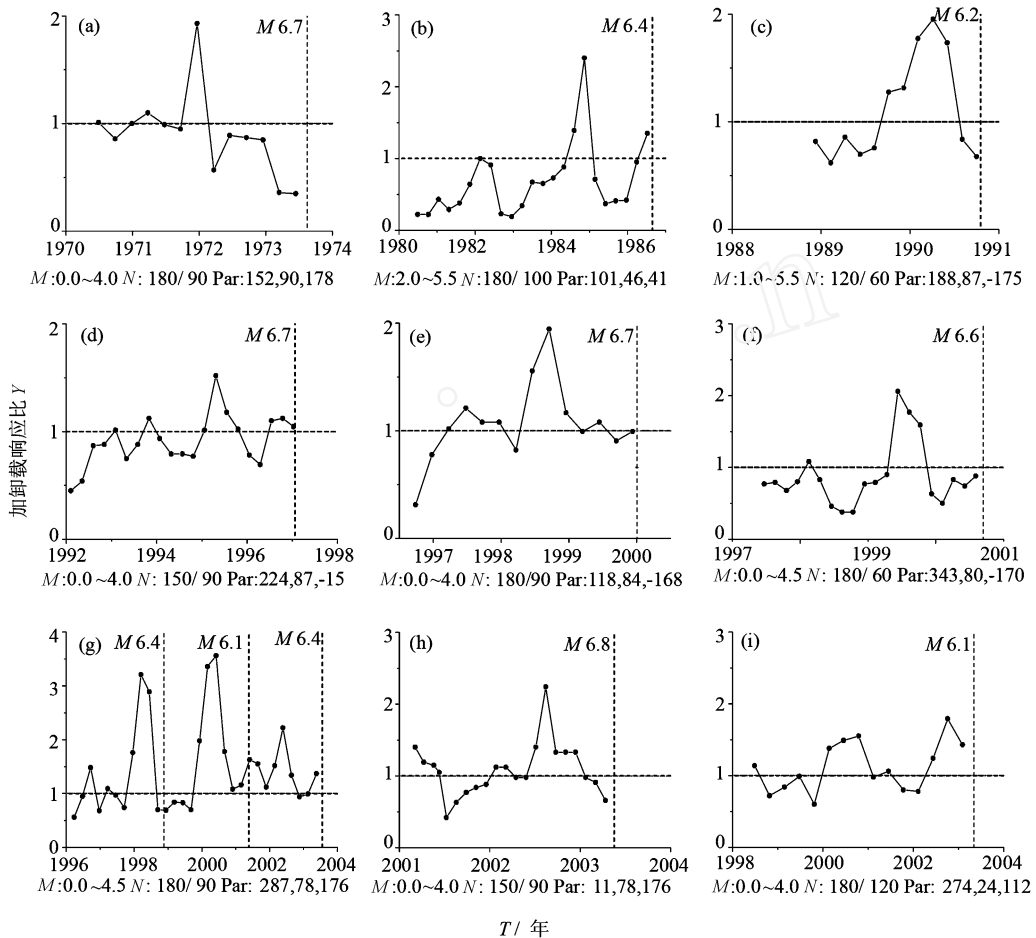 (a) M 6.7
2
1
0
1970 1971 1972 1973 1974
M:0.0~4.0 N: 180/ 90 Par:152,90,178
(b) M 6.4
3
2
1
0
1980 1982 1984 1986
M:2.0~5.5 N:180/ 100 Par:101,46,41
(c) M 6.2
2
1
0
1988 1989 1990 1991
M:1.0~5.5 N: 120/ 60 Par:188,87,-175
加卸载响应比 Y
(d) M 6.7
2
1
0
1992 1994 1996 1998
M:0.0~4.0 N: 150/ 90 Par:224,87,-15
(e) M 6.7
2
1
0
1997 1998 1999 2000
M:0.0~4.0 N: 180/90 Par:118,84,-168
(f) M 6.6
3
2
1
0
1997 1999 2001
M:0.0~4.5 N: 180/ 60 Par:343,80,-170
(g) M 6.4 M 6.1 M 6.4
4
3
2
1
0
1996 1998 2000 2002 2004
M:0.0~4.5 N: 180/ 90 Par: 287,78,176
(h) M 6.8
3
2
1
0
2001 2002 2003 2004
M:0.0~4.0 N: 150/ 90 Par: 11,78,176
(i) M 6.1
3
2
1
0
1998 2000 2002 2004
M:0.0~4.0 N: 180/ 120 Par: 274,24,112
T / 年